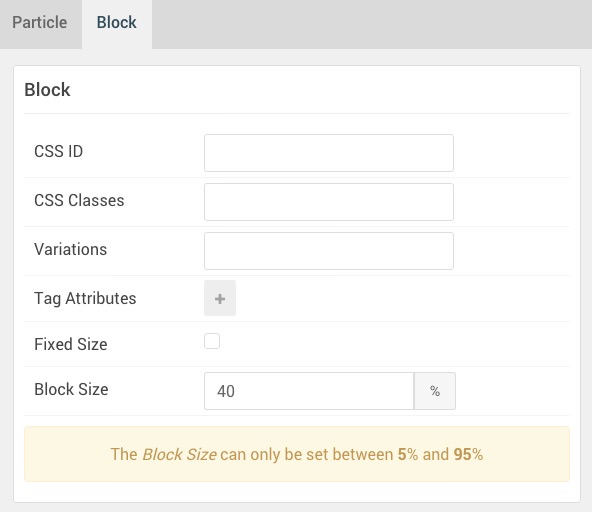 Particle Block
Block
CSS ID
CSS Classes
Variations
Tag Attributes +
Fixed Size
Block Size 40 %
The Block Size can only be set between 5% and 95%